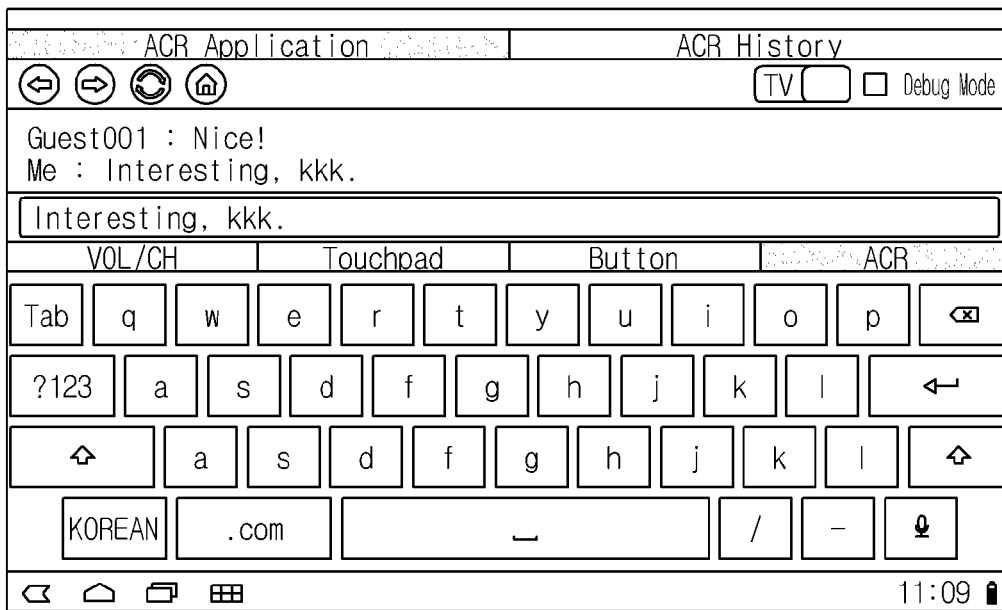 ACR Application ACR History
TV Debug Mode
Guest001 : Nice!
Me : Interesting, kkk.
Interesting, kkk.
VOL/CH Touchpad Button ACR
Tab q w e r t y u i o p
?123 a s d f g h j k l
a s d f g h j k l
KOREAN .com / -
11:09